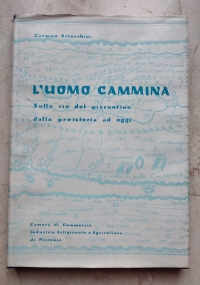 Carmen Artocchini
L'UOMO CAMMINA
Sulle vie del piacentino
dalla preistoria ad oggi
Camera di Commercio
Industria Artigianato e Agricoltura
di Piacenza